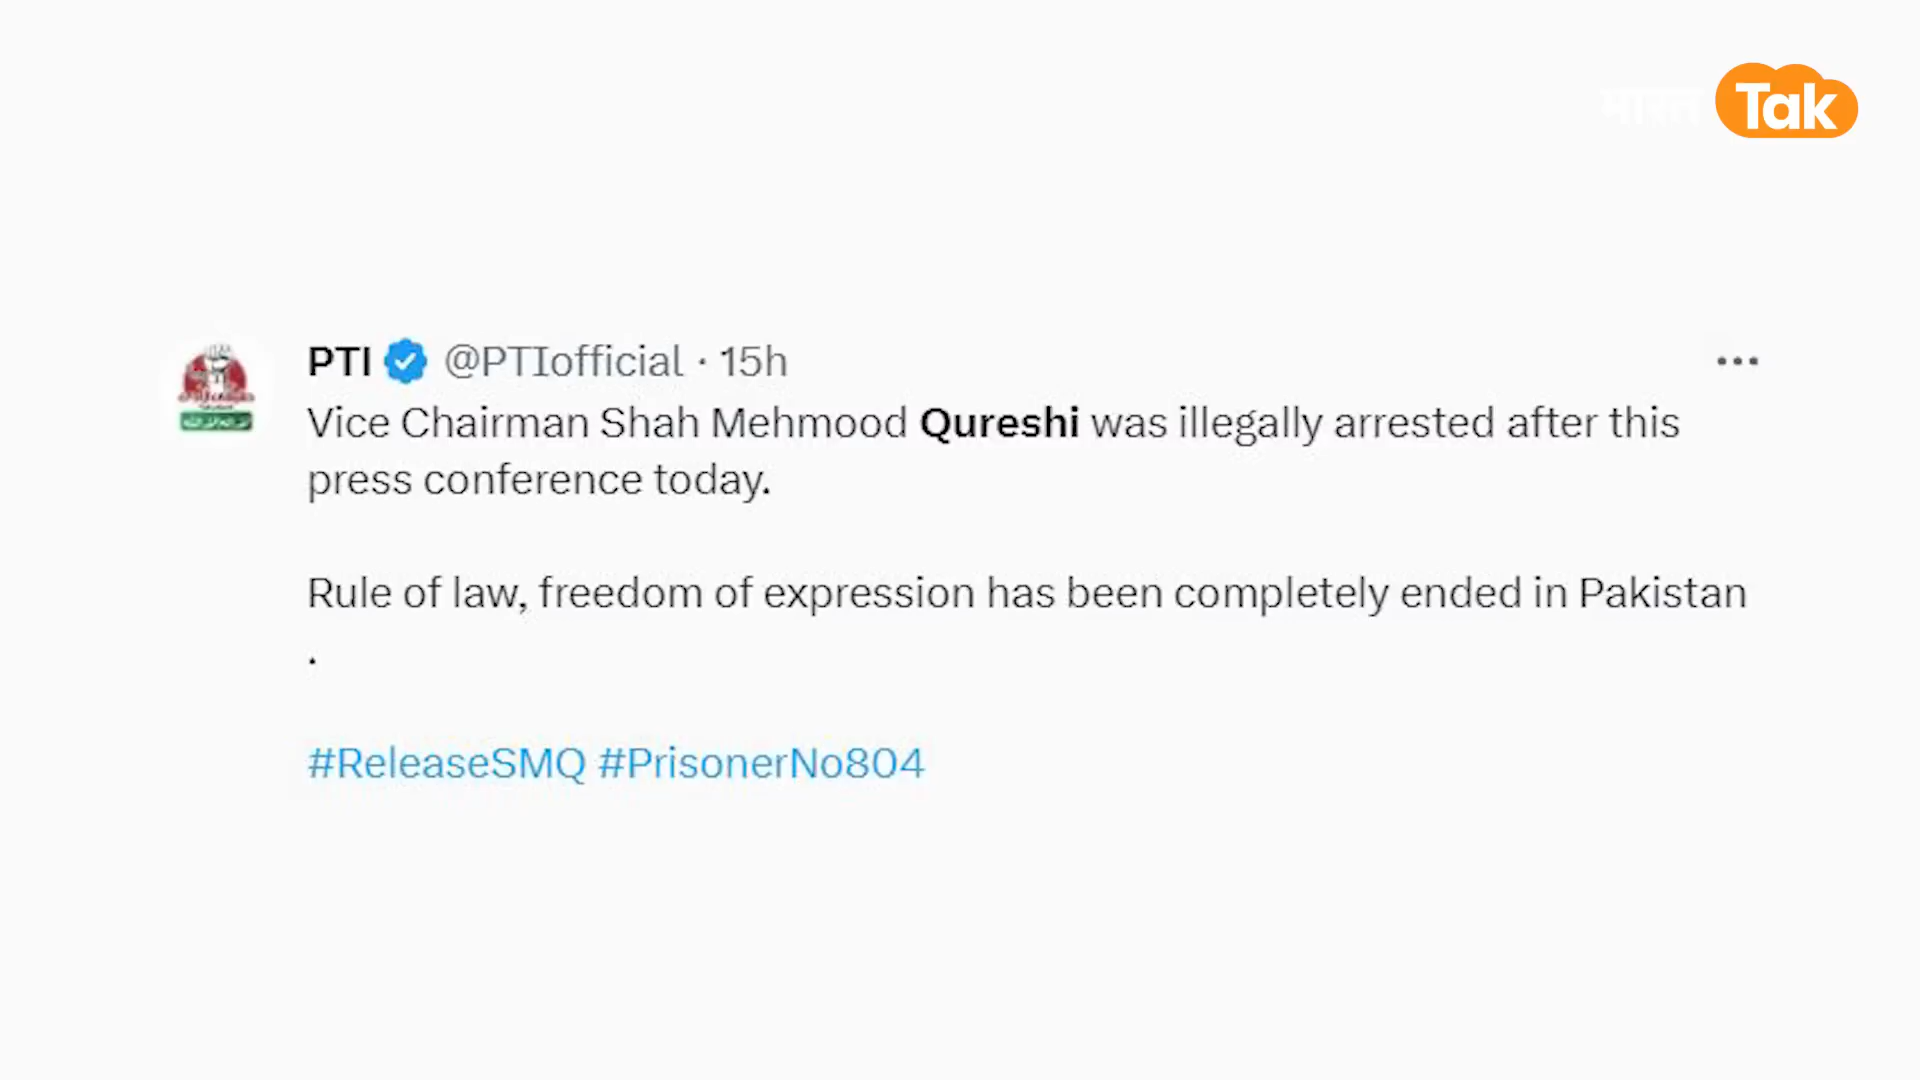 भारत Tak
PTI @PTIofficial · 15h
Vice Chairman Shah Mehmood Qureshi was illegally arrested after this
press conference today.
Rule of law, freedom of expression has been completely ended in Pakistan
.
#ReleaseSMQ #PrisonerNo804